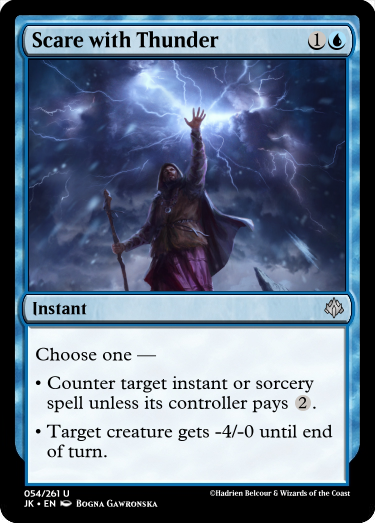 Scare with Thunder 1
Instant
Choose one —
• Counter target instant or sorcery
spell unless its controller pays 2.
• Target creature gets -4/-0 until end
of turn.
054/261 U
JK • EN Bogna Gawronska
©Hadrien Belcour & Wizards of the Coast